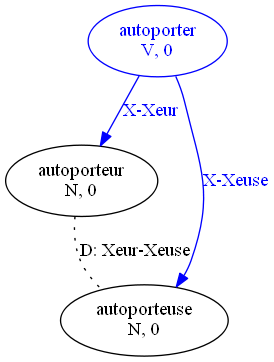 autoporter
V, 0
X-Xeur
autoporteur
N, 0
X-Xeuse
D: Xeur-Xeuse
autoporteuse
N, 0